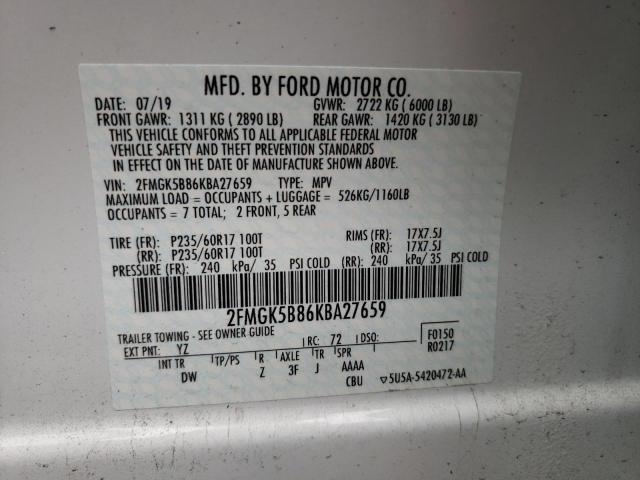 MFD. BY FORD MOTOR CO.
DATE: 07/19 GVWR: 2722 KG (6000 LB)
FRONT GAWR: 1311 KG (2890 LB) REAR GAWR: 1420 KG (3130 LB)
THIS VEHICLE CONFORMS TO ALL APPLICABLE FEDERAL MOTOR
VEHICLE SAFETY AND THEFT PREVENTION STANDARDS
IN EFFECT ON THE DATE OF MANUFACTURE SHOWN ABOVE.
VIN: 2FMGK5B86KBA27659 TYPE: MPV
MAXIMUM LOAD = OCCUPANTS + LUGGAGE = 526KG/1160LB
OCCUPANTS = 7 TOTAL; 2 FRONT, 5 REAR
TIRE (FR): P235/60R17 100T RIMS (FR): 17X7.5J
(RR): P235/60R17 100T (RR): 17X7.5J
PRESSURE (FR): 240 kPa/ 35 PSI COLD (RR): 240 kPa/ 35 PSI COLD
2FMGK5B86KBA27659
TRAILER TOWING - SEE OWNER GUIDE
EXT PNT: YZ RC: 72 DSO: F0150
R0217
INT TR TP/PS R AXLE TR SPR
DW Z 3F J AAAA
CBU ▽5U5A-5420472-AA